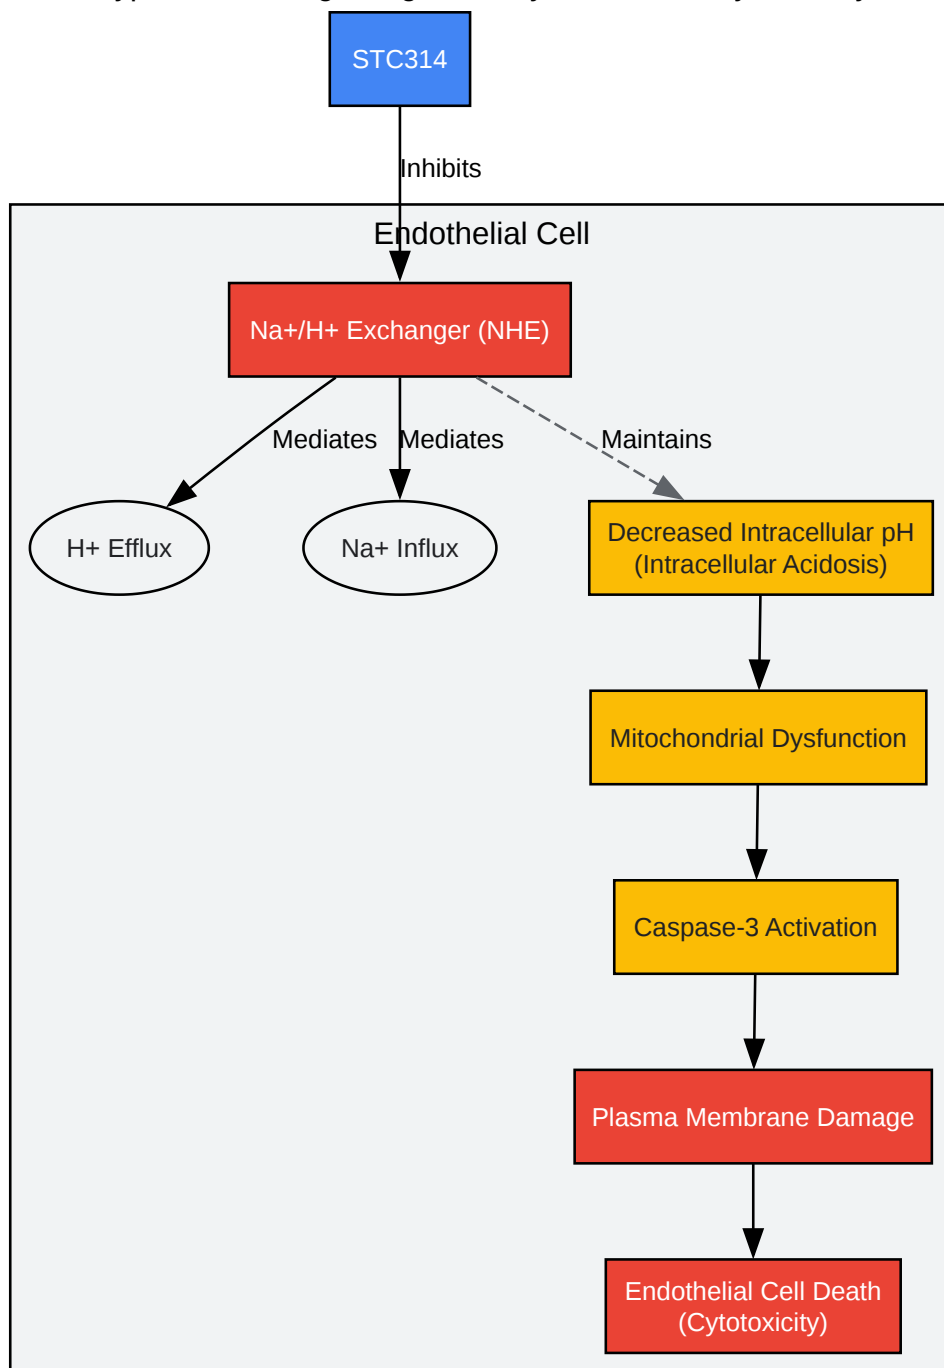 STC314
Inhibits
Endothelial Cell
Na+/H+ Exchanger (NHE)
Mediates
Mediates
Maintains
H+ Efflux
Na+ Influx
Decreased Intracellular pH
(Intracellular Acidosis)
Mitochondrial Dysfunction
Caspase-3 Activation
Plasma Membrane Damage
Endothelial Cell Death
(Cytotoxicity)